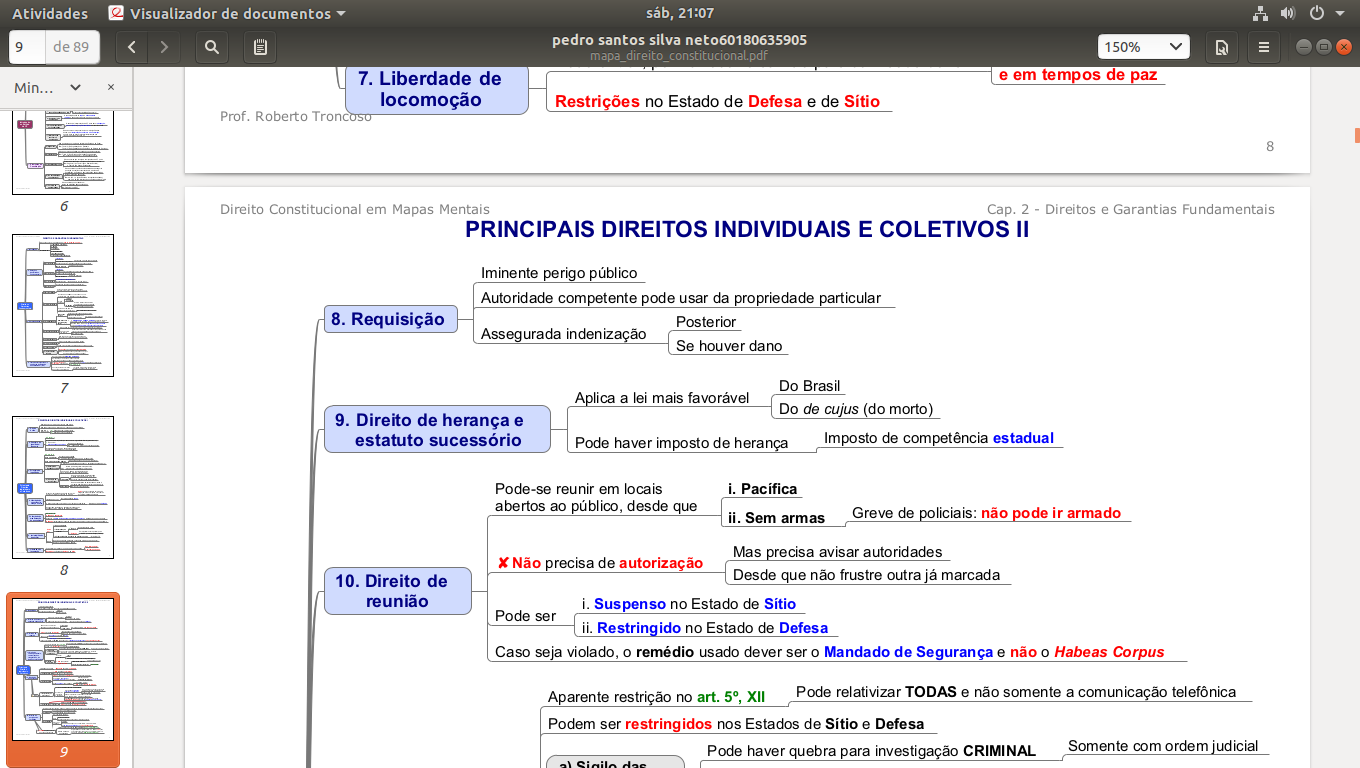 Atividades
Visualizador de documentos
sáb, 21:07
9
de 89
pedro santos silva neto60180635905
mapa_direito_constitucional.pdf
150%
Min...
×
6
7
8
9
7. Liberdade de
locomoção
e em tempos de paz
Restrições no Estado de Defesa e de Sítio
Prof. Roberto Troncoso
8
Direito Constitucional em Mapas Mentais
Cap. 2 - Direitos e Garantias Fundamentais
PRINCIPAIS DIREITOS INDIVIDUAIS E COLETIVOS II
8. Requisição
Iminente perigo público
Autoridade competente pode usar da propriedade particular
Assegurada indenização
Posterior
Se houver dano
9. Direito de herança e
estatuto sucessório
Aplica a lei mais favorável
Do Brasil
Do de cujus (do morto)
Pode haver imposto de herança
Imposto de competência estadual
10. Direito de
reunião
Pode-se reunir em locais
abertos ao público, desde que
i. Pacífica
ii. Sem armas
Greve de policiais: não pode ir armado
✘ Não precisa de autorização
Mas precisa avisar autoridades
Desde que não frustre outra já marcada
Pode ser
i. Suspenso no Estado de Sítio
ii. Restringido no Estado de Defesa
Caso seja violado, o remédio usado dever ser o Mandado de Segurança e não o Habeas Corpus
Aparente restrição no art. 5º, XII
Pode relativizar TODAS e não somente a comunicação telefônica
Podem ser restringidos nos Estados de Sítio e Defesa
a) Sigilo das
Pode haver quebra para investigação CRIMINAL
Somente com ordem judicial